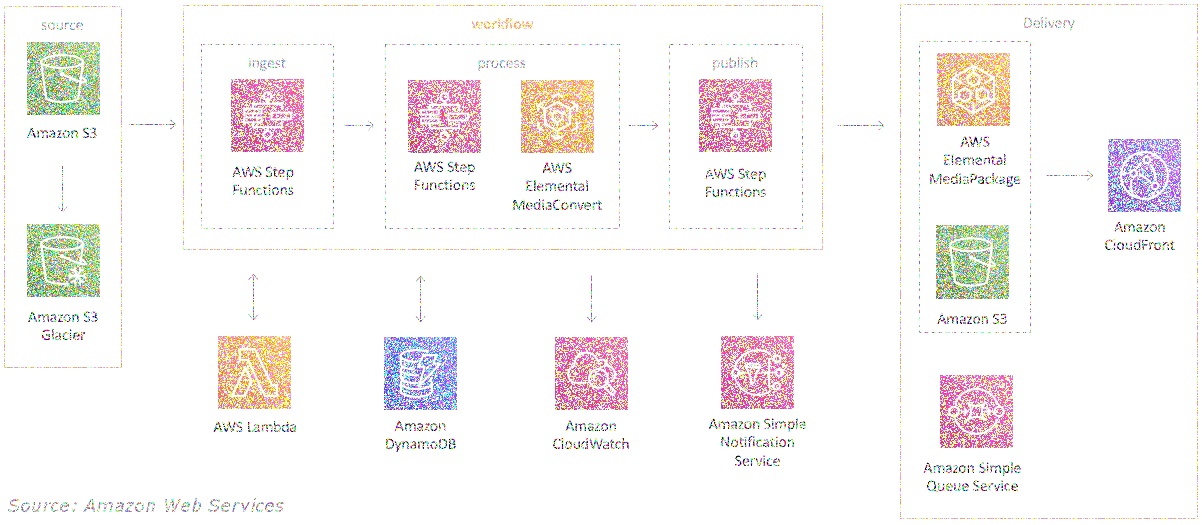 source
Amazon S3
Amazon S3
Glacier
workflow
ingest
AWS Step
Functions
process
AWS Step
Functions
AWS
Elemental
MediaConvert
publish
AWS Step
Functions
AWS Lambda
Amazon
DynamoDB
Amazon
CloudWatch
Amazon Simple
Notification
Service
Delivery
AWS
Elemental
MediaPackage
Amazon S3
Amazon
CloudFront
Amazon Simple
Queue Service
Source: Amazon Web Services